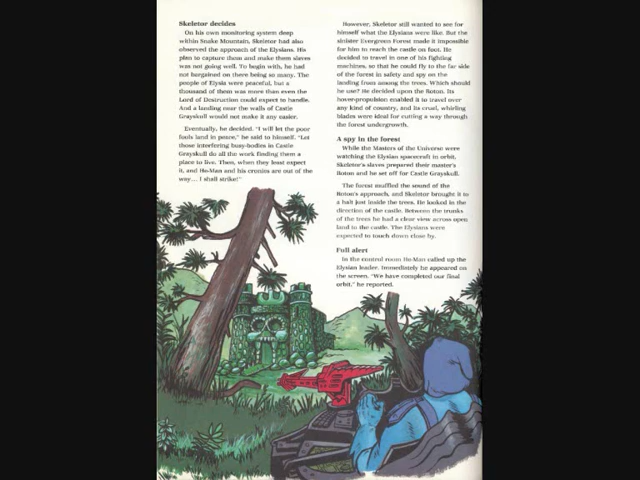 Skeletor decides
On his own monitoring system deep
within Snake Mountain, Skeletor had also
observed the approach of the Elysians. His
plan to capture them and make them slaves
was not going well. To begin with, he had
not bargained on there being so many. The
people of Elysia were peaceful, but a
thousand of them was more than even the
Lord of Destruction could expect to handle.
And a landing near the walls of Castle
Grayskull would not make it any easier.
Eventually, he decided. "I will let the poor
fools land in peace," he said to himself. "Let
those interfering busy-bodies in Castle
Grayskull do all the work finding them a
place to live. Then, when they least expect
it, and He-Man and his cronies are out of the
way... I shall strike!"
However, Skeletor still wanted to see for
himself what the Elysians were like. But the
sinister Evergreen Forest made it impossible
for him to reach the castle on foot. He
decided to travel in one of his fighting
machines, so that he could fly to the far side
of the forest in safety and spy on the
landing from among the trees. Which should
he use? He decided upon the Roton. Its
hover-propulsion enabled it to travel over
any kind of country, and its cruel, whirling
blades were ideal for cutting a way through
the forest undergrowth.
A spy in the forest
While the Masters of the Universe were
watching the Elysian spacecraft in orbit,
Skeletor's slaves prepared their master's
Roton and he set off for Castle Grayskull.
The forest muffled the sound of the
Roton's approach, and Skeletor brought it to
a halt just inside the trees. He looked in the
direction of the castle. Between the trunks
of the trees he had a clear view across open
land to the castle. The Elysians were
expected to touch down close by.
Full alert
In the control room He-Man called up the
Elysian leader. Immediately he appeared on
the screen. "We have completed our final
orbit," he reported.